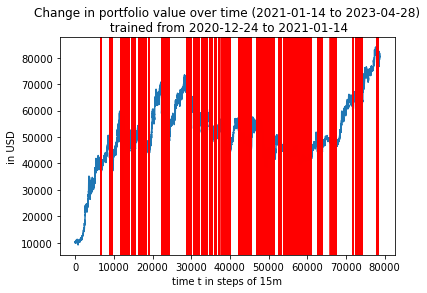 Change in portfolio value over time (2021-01-14 to 2023-04-28)
trained from 2020-12-24 to 2021-01-14
80000
70000
60000
50000
40000
30000
20000
10000
in USD
0 10000 20000 30000 40000 50000 60000 70000 80000
time t in steps of 15m